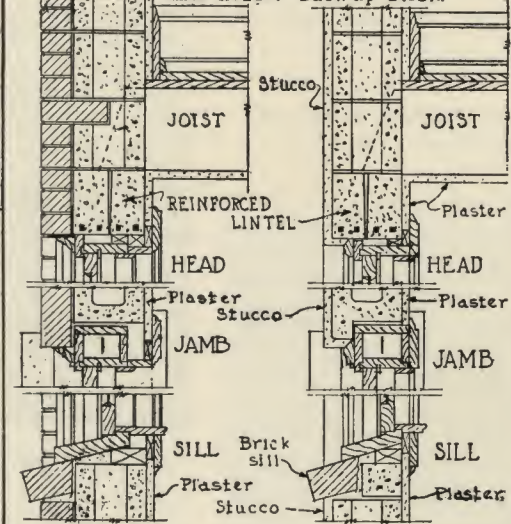 Stucco
JOIST
JOIST
REINFORCED
LINTEL
Plaster
HEAD
HEAD
Plaster
Stucco
Plaster
JAMB
JAMB
SILL
Brick
sill
SILL
Plaster
Stucco
Plaster